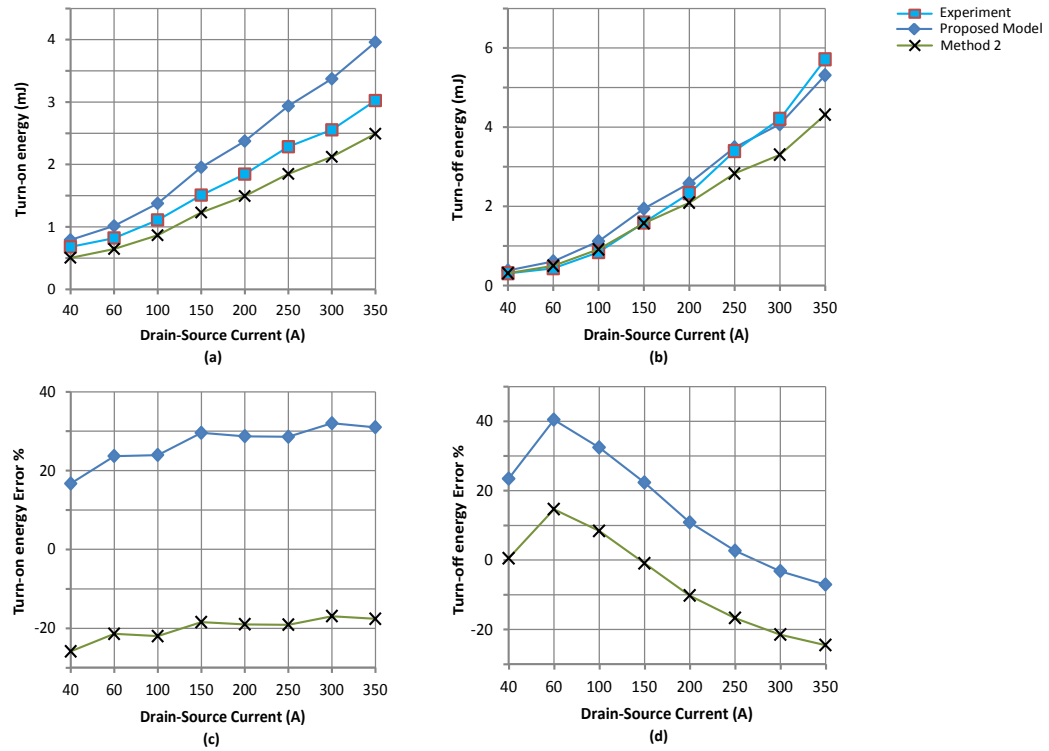 Experiment
Proposed Model
Method 2
Turn-on energy (mJ)
4
3
2
1
0
40 60 100 150 200 250 300 350
Drain-Source Current (A)
(a)
Turn-off energy (mJ)
6
4
2
0
40 60 100 150 200 250 300 350
Drain-Source Current (A)
(b)
Turn-on energy Error %
40
20
0
-20
40 60 100 150 200 250 300 350
Drain-Source Current (A)
(c)
Turn-off energy Error %
40
20
0
-20
40 60 100 150 200 250 300 350
Drain-Source Current (A)
(d)